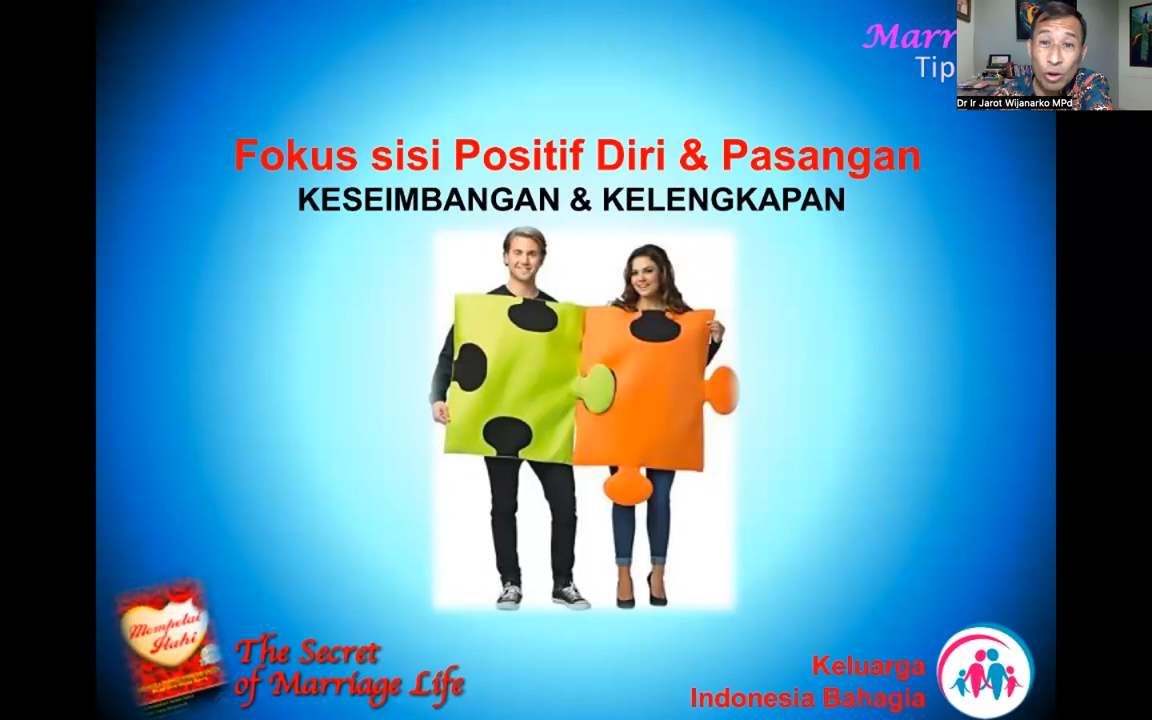 Marr
Tip
Dr Ir Jarot Wijanarko MPd
Fokus sisi Positif Diri & Pasangan
KESEIMBANGAN & KELENGKAPAN
Mempelai
Ilahi
The Secret
of Marriage Life
Keluarga
Indonesia Bahagia